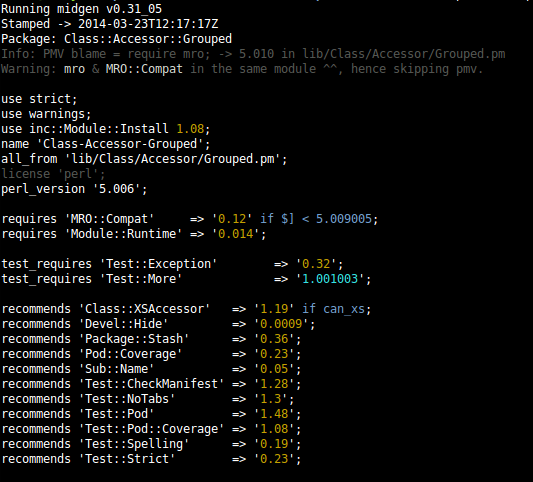 Running midgen v0.31_05
Stamped -> 2014-03-23T12:17:17Z
Package: Class::Accessor::Grouped
Info: PMV blame = require mro; -> 5.010 in lib/Class/Accessor/Grouped.pm
Warning: mro & MRO::Compat in the same module ^^, hence skipping pmv.

use strict;
use warnings;
use inc::Module::Install 1.08;
name 'Class-Accessor-Grouped';
all_from 'lib/Class/Accessor/Grouped.pm';
license 'perl';
perl_version '5.006';

requires 'MRO::Compat'     => '0.12' if $] < 5.009005;
requires 'Module::Runtime' => '0.014';

test_requires 'Test::Exception'        => '0.32';
test_requires 'Test::More'             => '1.001003';

recommends 'Class::XSAccessor'   => '1.19' if can_xs;
recommends 'Devel::Hide'         => '0.0009';
recommends 'Package::Stash'      => '0.36';
recommends 'Pod::Coverage'       => '0.23';
recommends 'Sub::Name'           => '0.05';
recommends 'Test::CheckManifest' => '1.28';
recommends 'Test::NoTabs'        => '1.3';
recommends 'Test::Pod'           => '1.48';
recommends 'Test::Pod::Coverage' => '1.08';
recommends 'Test::Spelling'      => '0.19';
recommends 'Test::Strict'        => '0.23';